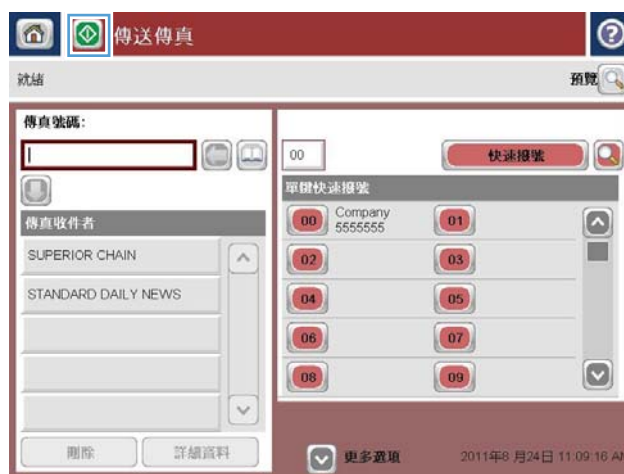 傳送傳真
就緒
預覽
傳真號碼:
00
快速撥號
傳真收件者
單鍵快速撥號
00 Company 5555555
01
SUPERIOR CHAIN
02
03
STANDARD DAILY NEWS
04
05
06
07
08
09
刪除
詳細資料
更多選項
2011年8 月24日 11:09:16 AM